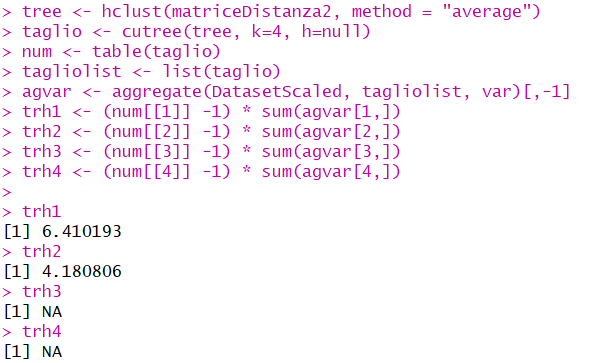 > tree <- hclust(matriceDistanza2, method = "average")
> taglio <- cutree(tree, k=4, h=null)
> num <- table(taglio)
> tagliolist <- list(taglio)
> agvar <- aggregate(DatasetScaled, tagliolist, var)[,-1]
> trh1 <- (num[[1]] -1) * sum(agvar[1,])
> trh2 <- (num[[2]] -1) * sum(agvar[2,])
> trh3 <- (num[[3]] -1) * sum(agvar[3,])
> trh4 <- (num[[4]] -1) * sum(agvar[4,])
>
> trh1
[1] 6.410193
> trh2
[1] 4.180806
> trh3
[1] NA
> trh4
[1] NA